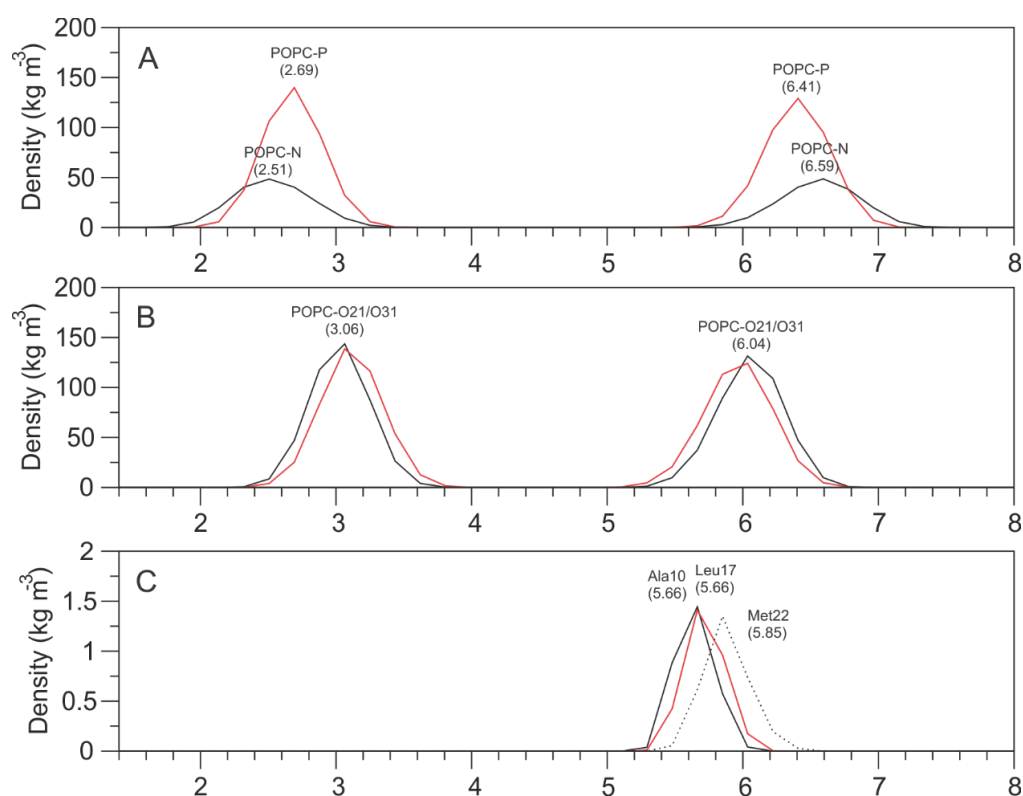 A
Density (kg m⁻³)
200
150
100
50
0
POPC-P
(2.69)
POPC-N
(2.51)
POPC-P
(6.41)
POPC-N
(6.59)
2 3 4 5 6 7 8
B
Density (kg m⁻³)
200
150
100
50
0
POPC-O21/O31
(3.06)
POPC-O21/O31
(6.04)
2 3 4 5 6 7 8
C
Density (kg m⁻³)
2
1.5
1
0.5
0
Ala10
(5.66)
Leu17
(5.66)
Met22
(5.85)
2 3 4 5 6 7 8